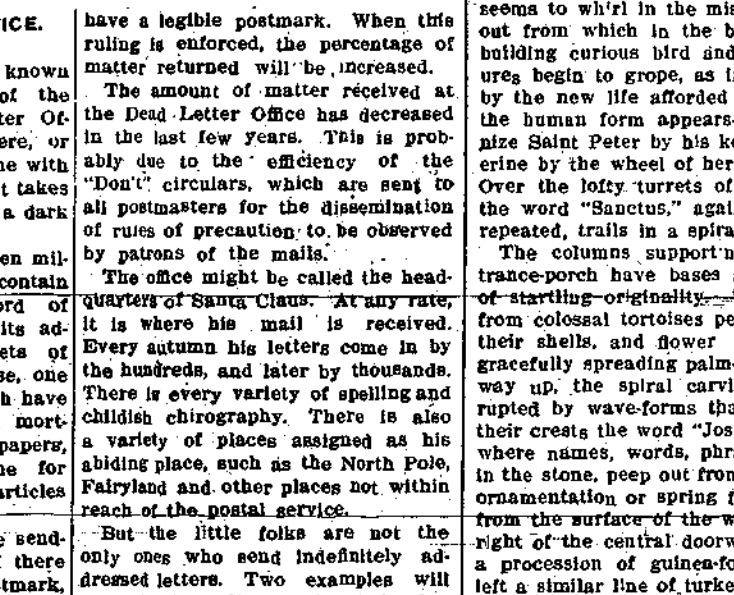 ICE.
known
of the
ter Of-
ere, or
ne with
t takes
a dark
en mil-
contain
ord of
its ad-
ets of
se, one
h have
mort-
papers,
ne for
articles
e send-
there
tmark,
have a legible postmark. When this
ruling is enforced, the percentage of
matter returned will be increased.
The amount of matter received at
the Dead Letter Office has decreased
in the last few years. This is prob-
ably due to the efficiency of the
"Don't" circulars, which are sent to
all postmasters for the dissemination
of rules of precaution to be observed
by patrons of the mails.
The office might be called the head-
quarters of Santa Claus. At any rate,
it is where his mail is received.
Every autumn his letters come in by
the hundreds, and later by thousands.
There is every variety of spelling and
childish chirography. There is also
a variety of places assigned as his
abiding place, such as the North Pole,
Fairyland and other places not within
reach of the postal service.
But the little folks are not the
only ones who send indefinitely ad-
dressed letters. Two examples will
seems to whirl in the mis
out from which in the b
building curious bird and
ures begin to grope, as i
by the new life afforded
the human form appears
nize Saint Peter by his k
erine by the wheel of her
Over the lofty turrets of
the word "Sanctus," agai
repeated, trails in a spira
The columns support n
trance-porch have bases
of startling originality.
from colossal tortoises pe
their shells, and flower
gracefully spreading palm-
way up, the spiral carvi
rupted by wave-forms tha
their crests the word "Jos
where names, words, phr
in the stone, peep out from
ornamentation or spring f
from the surface of the w
right of the central doorw
a procession of guinea-fo
left a similar line of turke